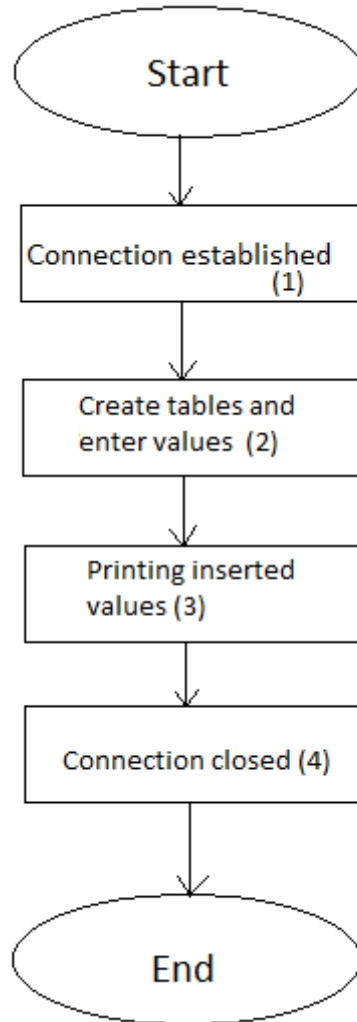 Start
Connection established
(1)
Create tables and
enter values (2)
Printing inserted
values (3)
Connection closed (4)
End